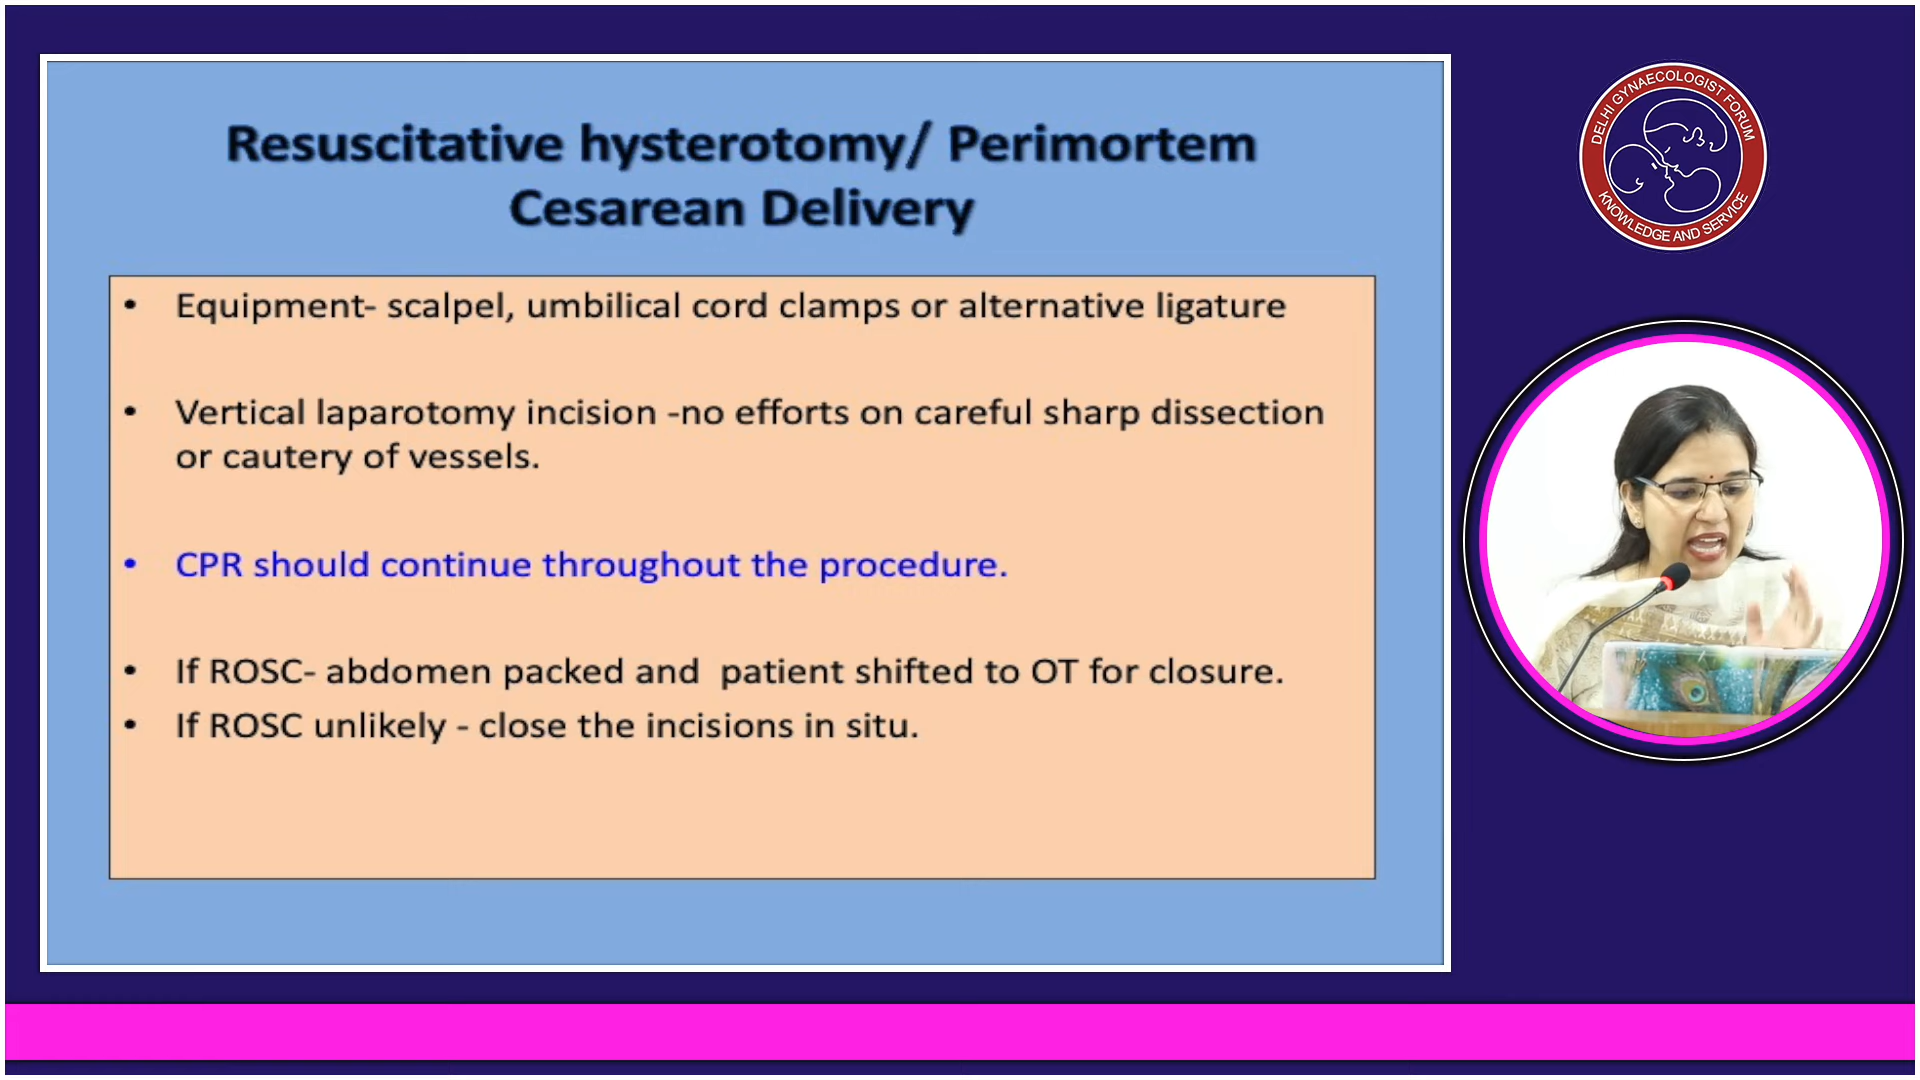 Resuscitative hysterotomy/ Perimortem
Cesarean Delivery
• Equipment- scalpel, umbilical cord clamps or alternative ligature
• Vertical laparotomy incision -no efforts on careful sharp dissection
or cautery of vessels.
• CPR should continue throughout the procedure.
• If ROSC- abdomen packed and patient shifted to OT for closure.
• If ROSC unlikely - close the incisions in situ.
DELHI GYNAECOLOGIST FORUM
KNOWLEDGE AND SERVICE